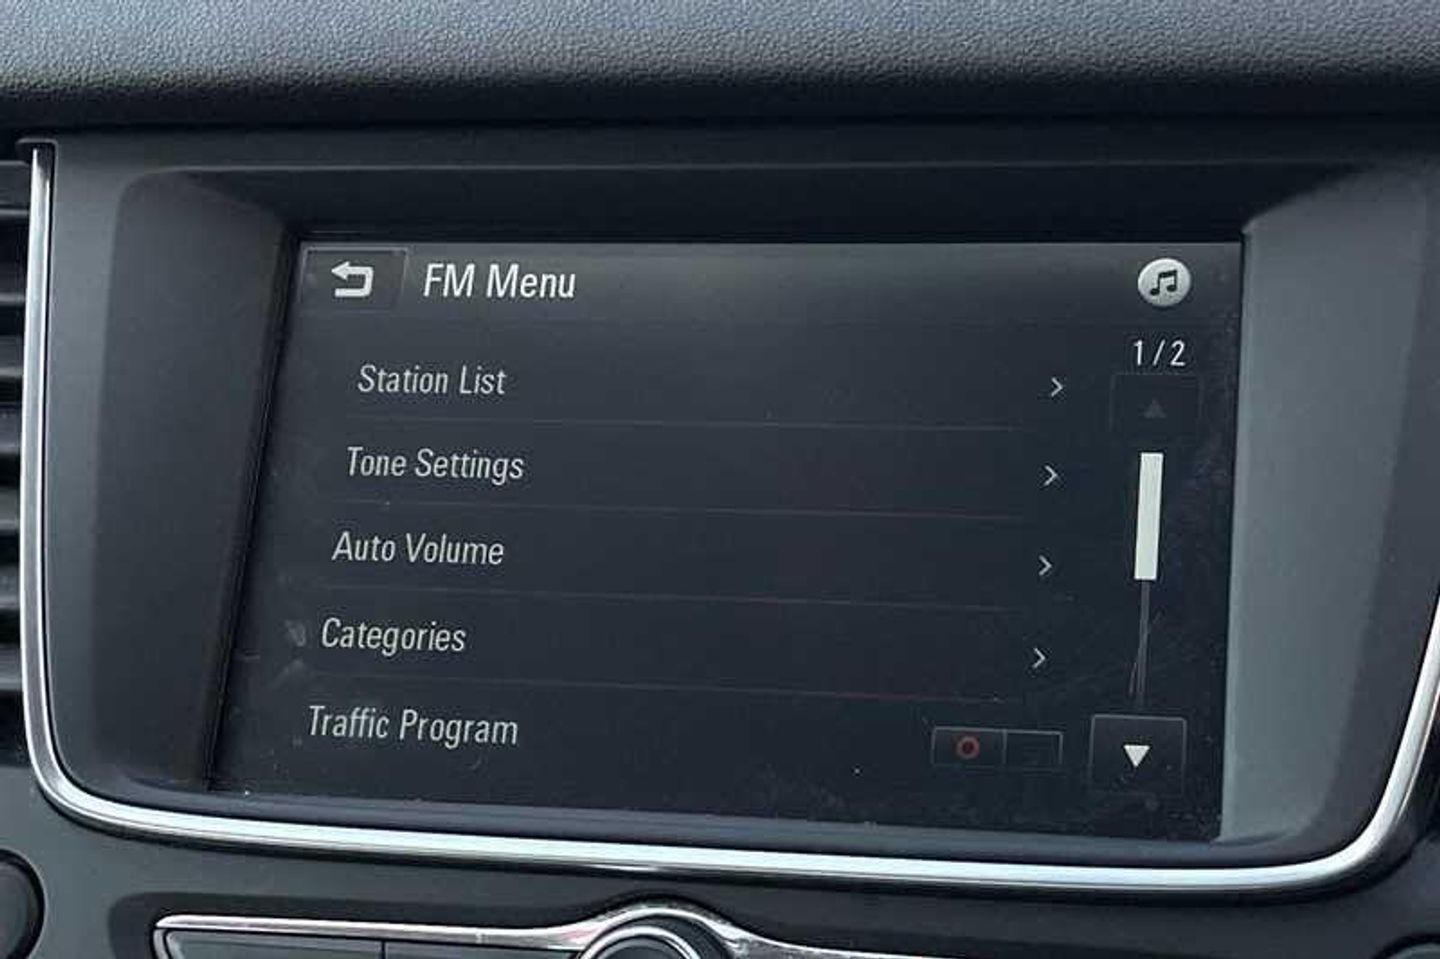 FM Menu
1/2
Station List
Tone Settings
Auto Volume
Categories
Traffic Program